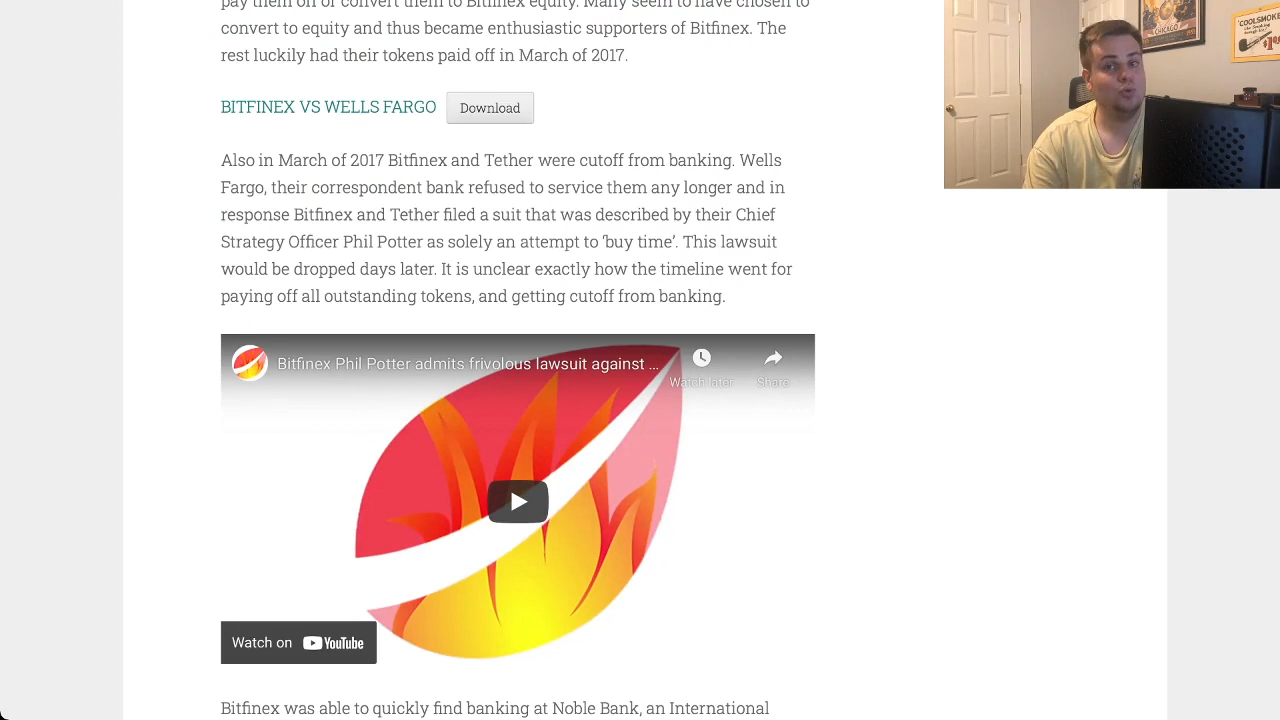 pay them off or convert them to Bitfinex equity. Many seem to have chosen to
convert to equity and thus became enthusiastic supporters of Bitfinex. The
rest luckily had their tokens paid off in March of 2017.
BITFINEX VS WELLS FARGO Download
Also in March of 2017 Bitfinex and Tether were cutoff from banking. Wells
Fargo, their correspondent bank refused to service them any longer and in
response Bitfinex and Tether filed a suit that was described by their Chief
Strategy Officer Phil Potter as solely an attempt to ‘buy time’. This lawsuit
would be dropped days later. It is unclear exactly how the timeline went for
paying off all outstanding tokens, and getting cutoff from banking.
Bitfinex Phil Potter admits frivolous lawsuit against ...
Watch later Share
Watch on YouTube
Bitfinex was able to quickly find banking at Noble Bank, an International
CHICAGO
"COOLSMOKE